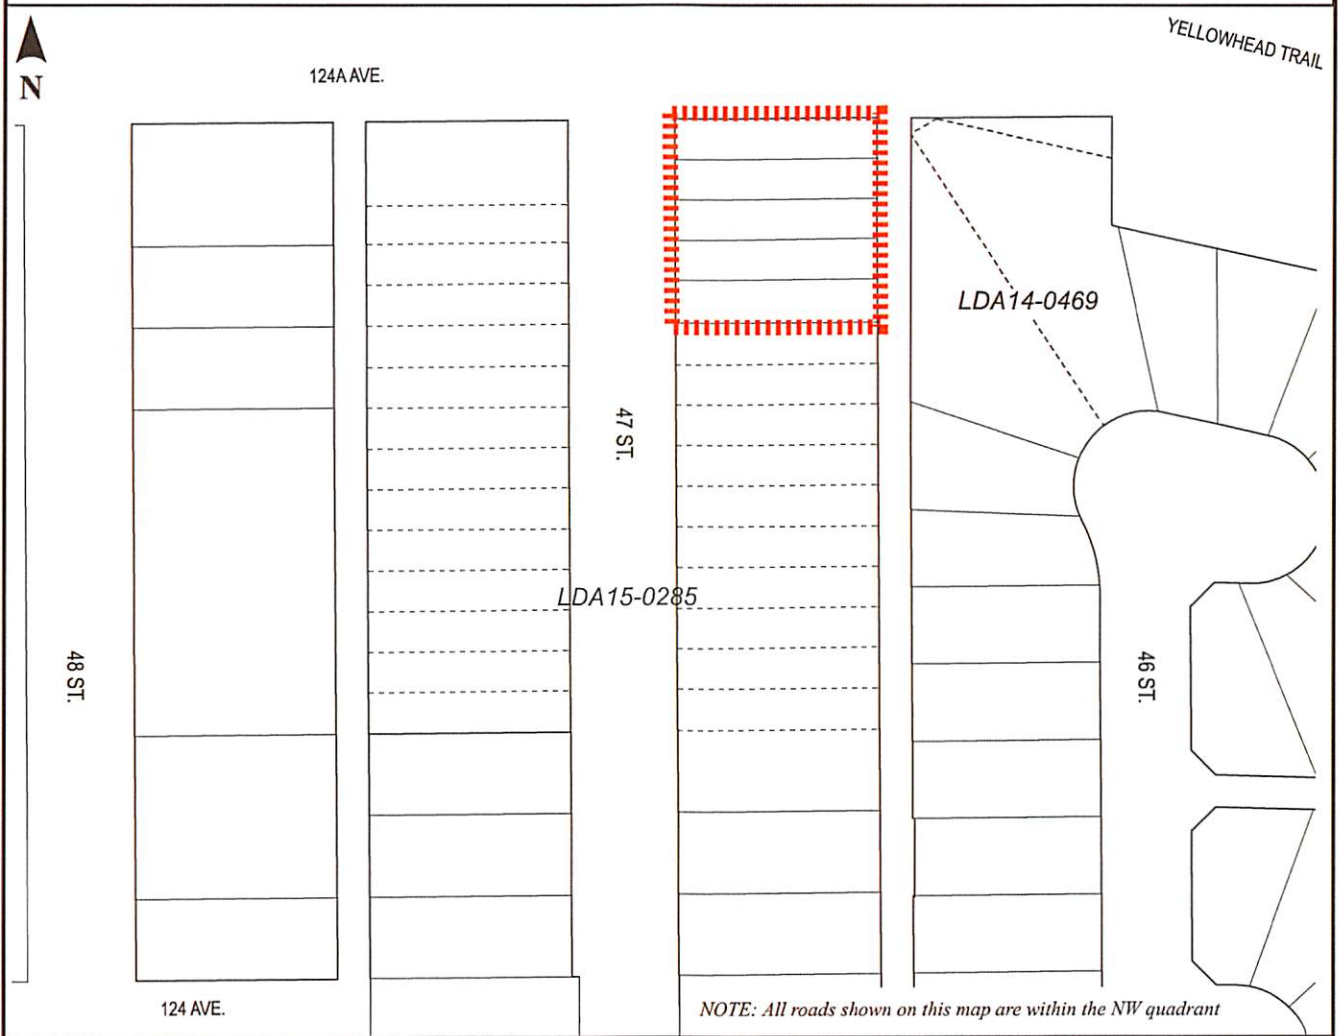 YELLOWHEAD TRAIL
N
124A AVE.
LDA14-0469
47 ST.
LDA15-0285
48 ST.
46 ST.
124 AVE.
NOTE: All roads shown on this map are within the NW quadrant